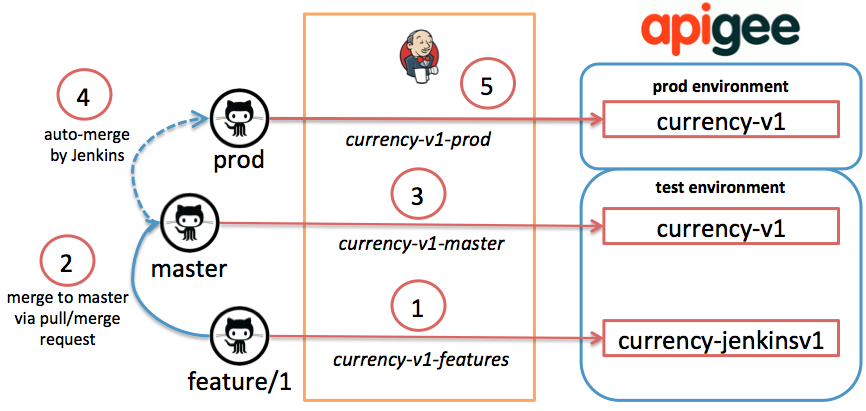 apigee
5
prod environment
4
currency-v1
auto-merge
by Jenkins
currency-v1-prod
prod
3
test environment
currency-v1
currency-v1-master
2
master
merge to master
via pull/merge
request
1
currency-jenkinsv1
currency-v1-features
feature/1